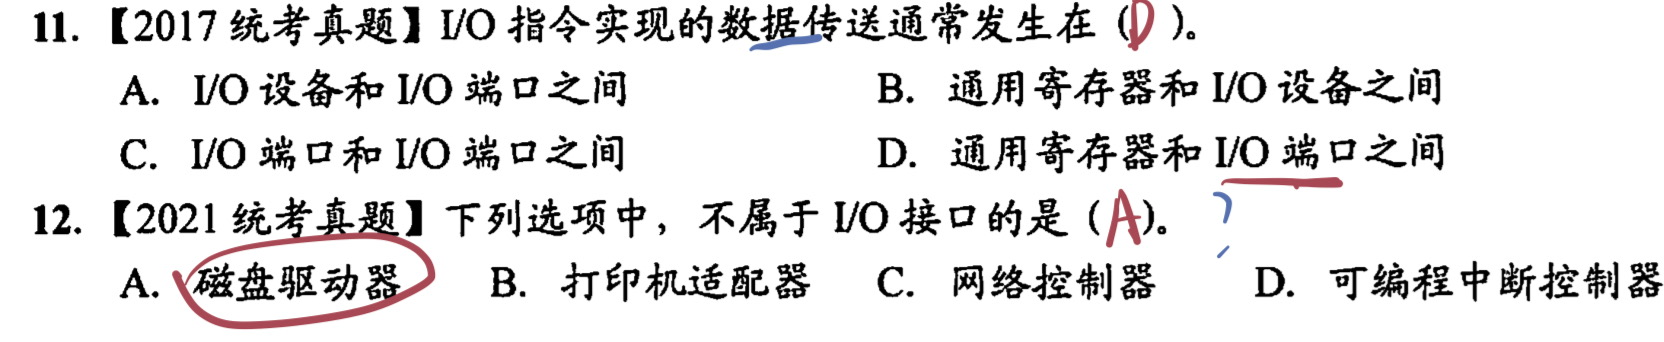 11. 【2017 统考真题】I/O 指令实现的数据传送通常发生在（D）。
A. I/O 设备和 I/O 端口之间 B. 通用寄存器和 I/O 设备之间
C. I/O 端口和 I/O 端口之间 D. 通用寄存器和 I/O 端口之间
12. 【2021 统考真题】下列选项中，不属于 I/O 接口的是（A）。 ?
A. 磁盘驱动器 B. 打印机适配器 C. 网络控制器 D. 可编程中断控制器